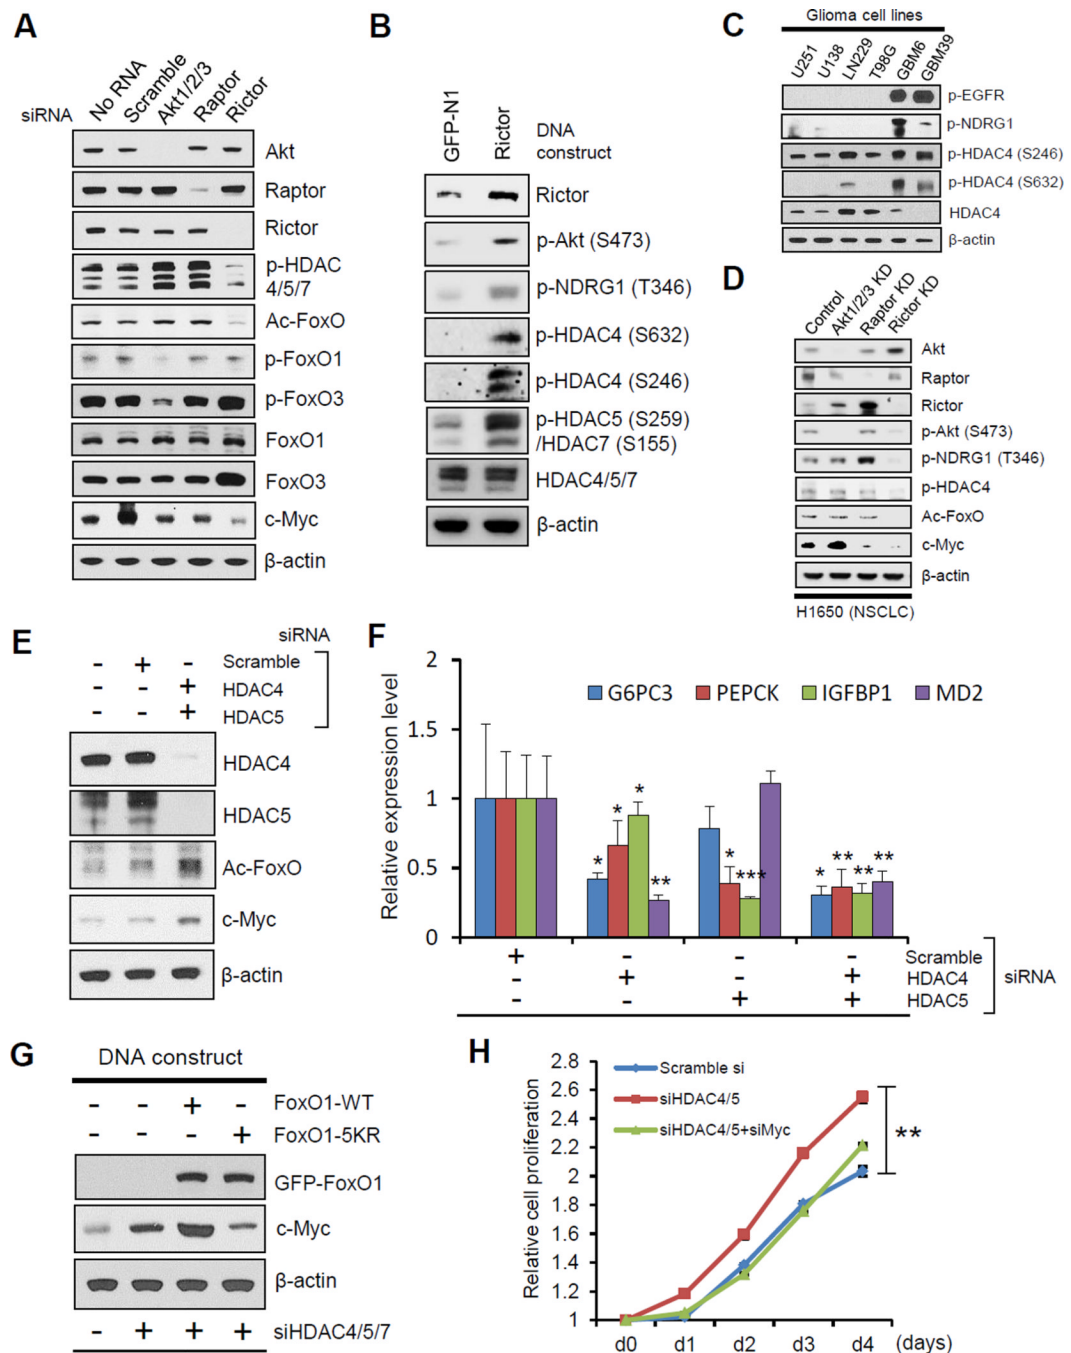 A
siRNA
No RNA
Scramble
Akt1/2/3
Raptor
Rictor
Akt
Raptor
Rictor
p-HDAC
4/5/7
Ac-FoxO
p-FoxO1
p-FoxO3
FoxO1
FoxO3
c-Myc
β-actin
B
GFP-N1
Rictor
DNA
construct
Rictor
p-Akt (S473)
p-NDRG1 (T346)
p-HDAC4 (S632)
p-HDAC4 (S246)
p-HDAC5 (S259)
/HDAC7 (S155)
HDAC4/5/7
β-actin
C
Glioma cell lines
U251
U138
LN229
T98G
GBM6
GBM39
p-EGFR
p-NDRG1
p-HDAC4 (S246)
p-HDAC4 (S632)
HDAC4
β-actin
D
Control
Akt1/2/3 KD
Raptor KD
Rictor KD
Akt
Raptor
Rictor
p-Akt (S473)
p-NDRG1 (T346)
p-HDAC4
Ac-FoxO
c-Myc
β-actin
H1650 (NSCLC)
E
siRNA
- + - Scramble
- - + HDAC4
- - + HDAC5
HDAC4
HDAC5
Ac-FoxO
c-Myc
β-actin
F
Relative expression level
2
1.5
1
0.5
0
G6PC3 PEPCK IGFBP1 MD2
* * * **
* ***
* ** ** **
+ - - - Scramble
- + - + HDAC4
- - + + HDAC5
siRNA
G
DNA construct
- - + - FoxO1-WT
- - - + FoxO1-5KR
GFP-FoxO1
c-Myc
β-actin
- + + + siHDAC4/5/7
H
Relative cell proliferation
2.8
2.6
2.4
2.2
2
1.8
1.6
1.4
1.2
1
Scramble si
siHDAC4/5
siHDAC4/5+siMyc
**
d0 d1 d2 d3 d4 (days)